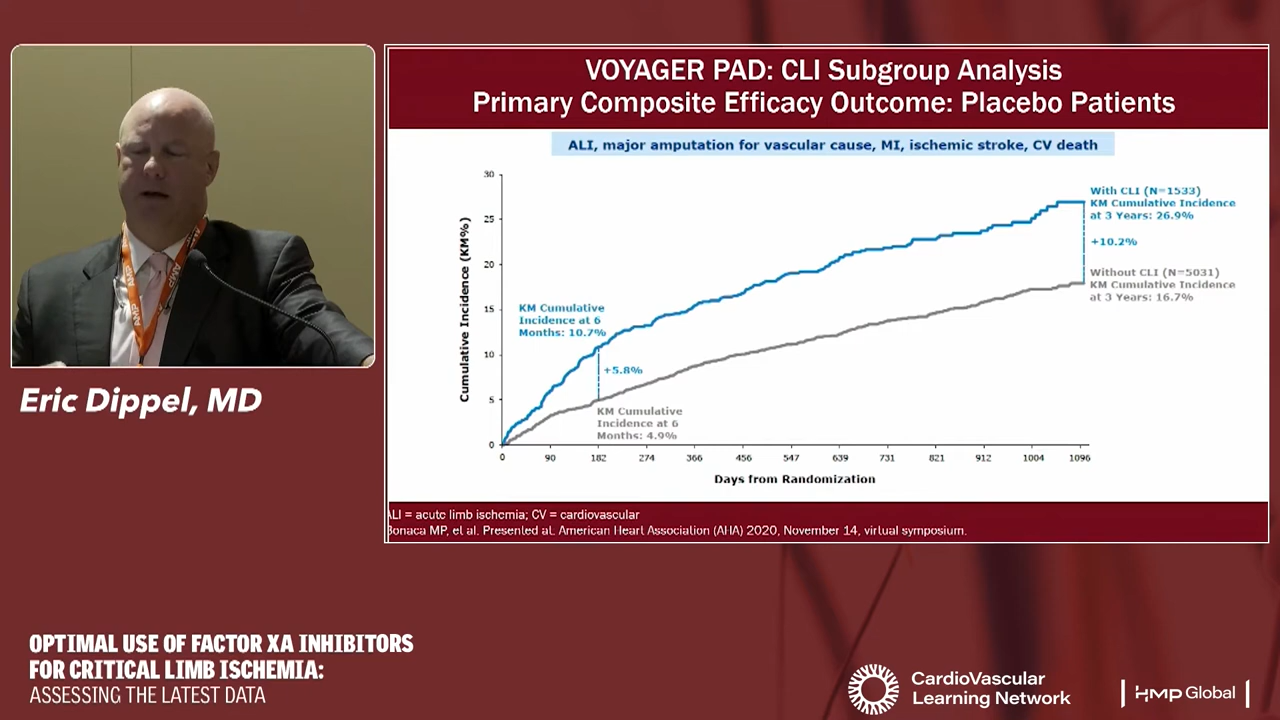 VOYAGER PAD: CLI Subgroup Analysis
Primary Composite Efficacy Outcome: Placebo Patients
ALI, major amputation for vascular cause, MI, ischemic stroke, CV death
Cumulative Incidence (KM%)
30
25
20
15
10
5
0
0 90 182 274 366 456 547 639 731 821 912 1004 1096
Days from Randomization
KM Cumulative
Incidence at 6
Months: 10.7%
+5.8%
KM Cumulative
Incidence at 6
Months: 4.9%
With CLI (N=1533)
KM Cumulative Incidence
at 3 Years: 26.9%
+10.2%
Without CLI (N=5031)
KM Cumulative Incidence
at 3 Years: 16.7%
ALI = acute limb ischemia; CV = cardiovascular
Bonaca MP, et al. Presented at. American Heart Association (AHA) 2020, November 14, virtual symposium.
AMP
AMP
Eric Dippel, MD
OPTIMAL USE OF FACTOR XA INHIBITORS
FOR CRITICAL LIMB ISCHEMIA:
ASSESSING THE LATEST DATA
CardioVascular
Learning Network
HMP Global